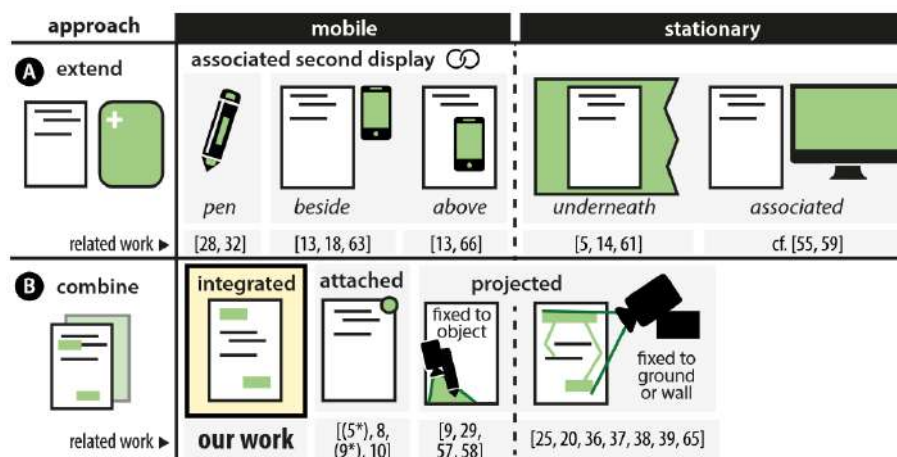 approach mobile stationary
A extend associated second display
+
pen beside above underneath associated
related work ▶ [28, 32] [13, 18, 63] [13, 66] [5, 14, 61] cf. [55, 59]
B combine integrated attached projected
fixed to
object
fixed to
ground
or wall
related work ▶ our work [(5*), 8,
(9*), 10] [9, 29,
57, 58] [25, 20, 36, 37, 38, 39, 65]